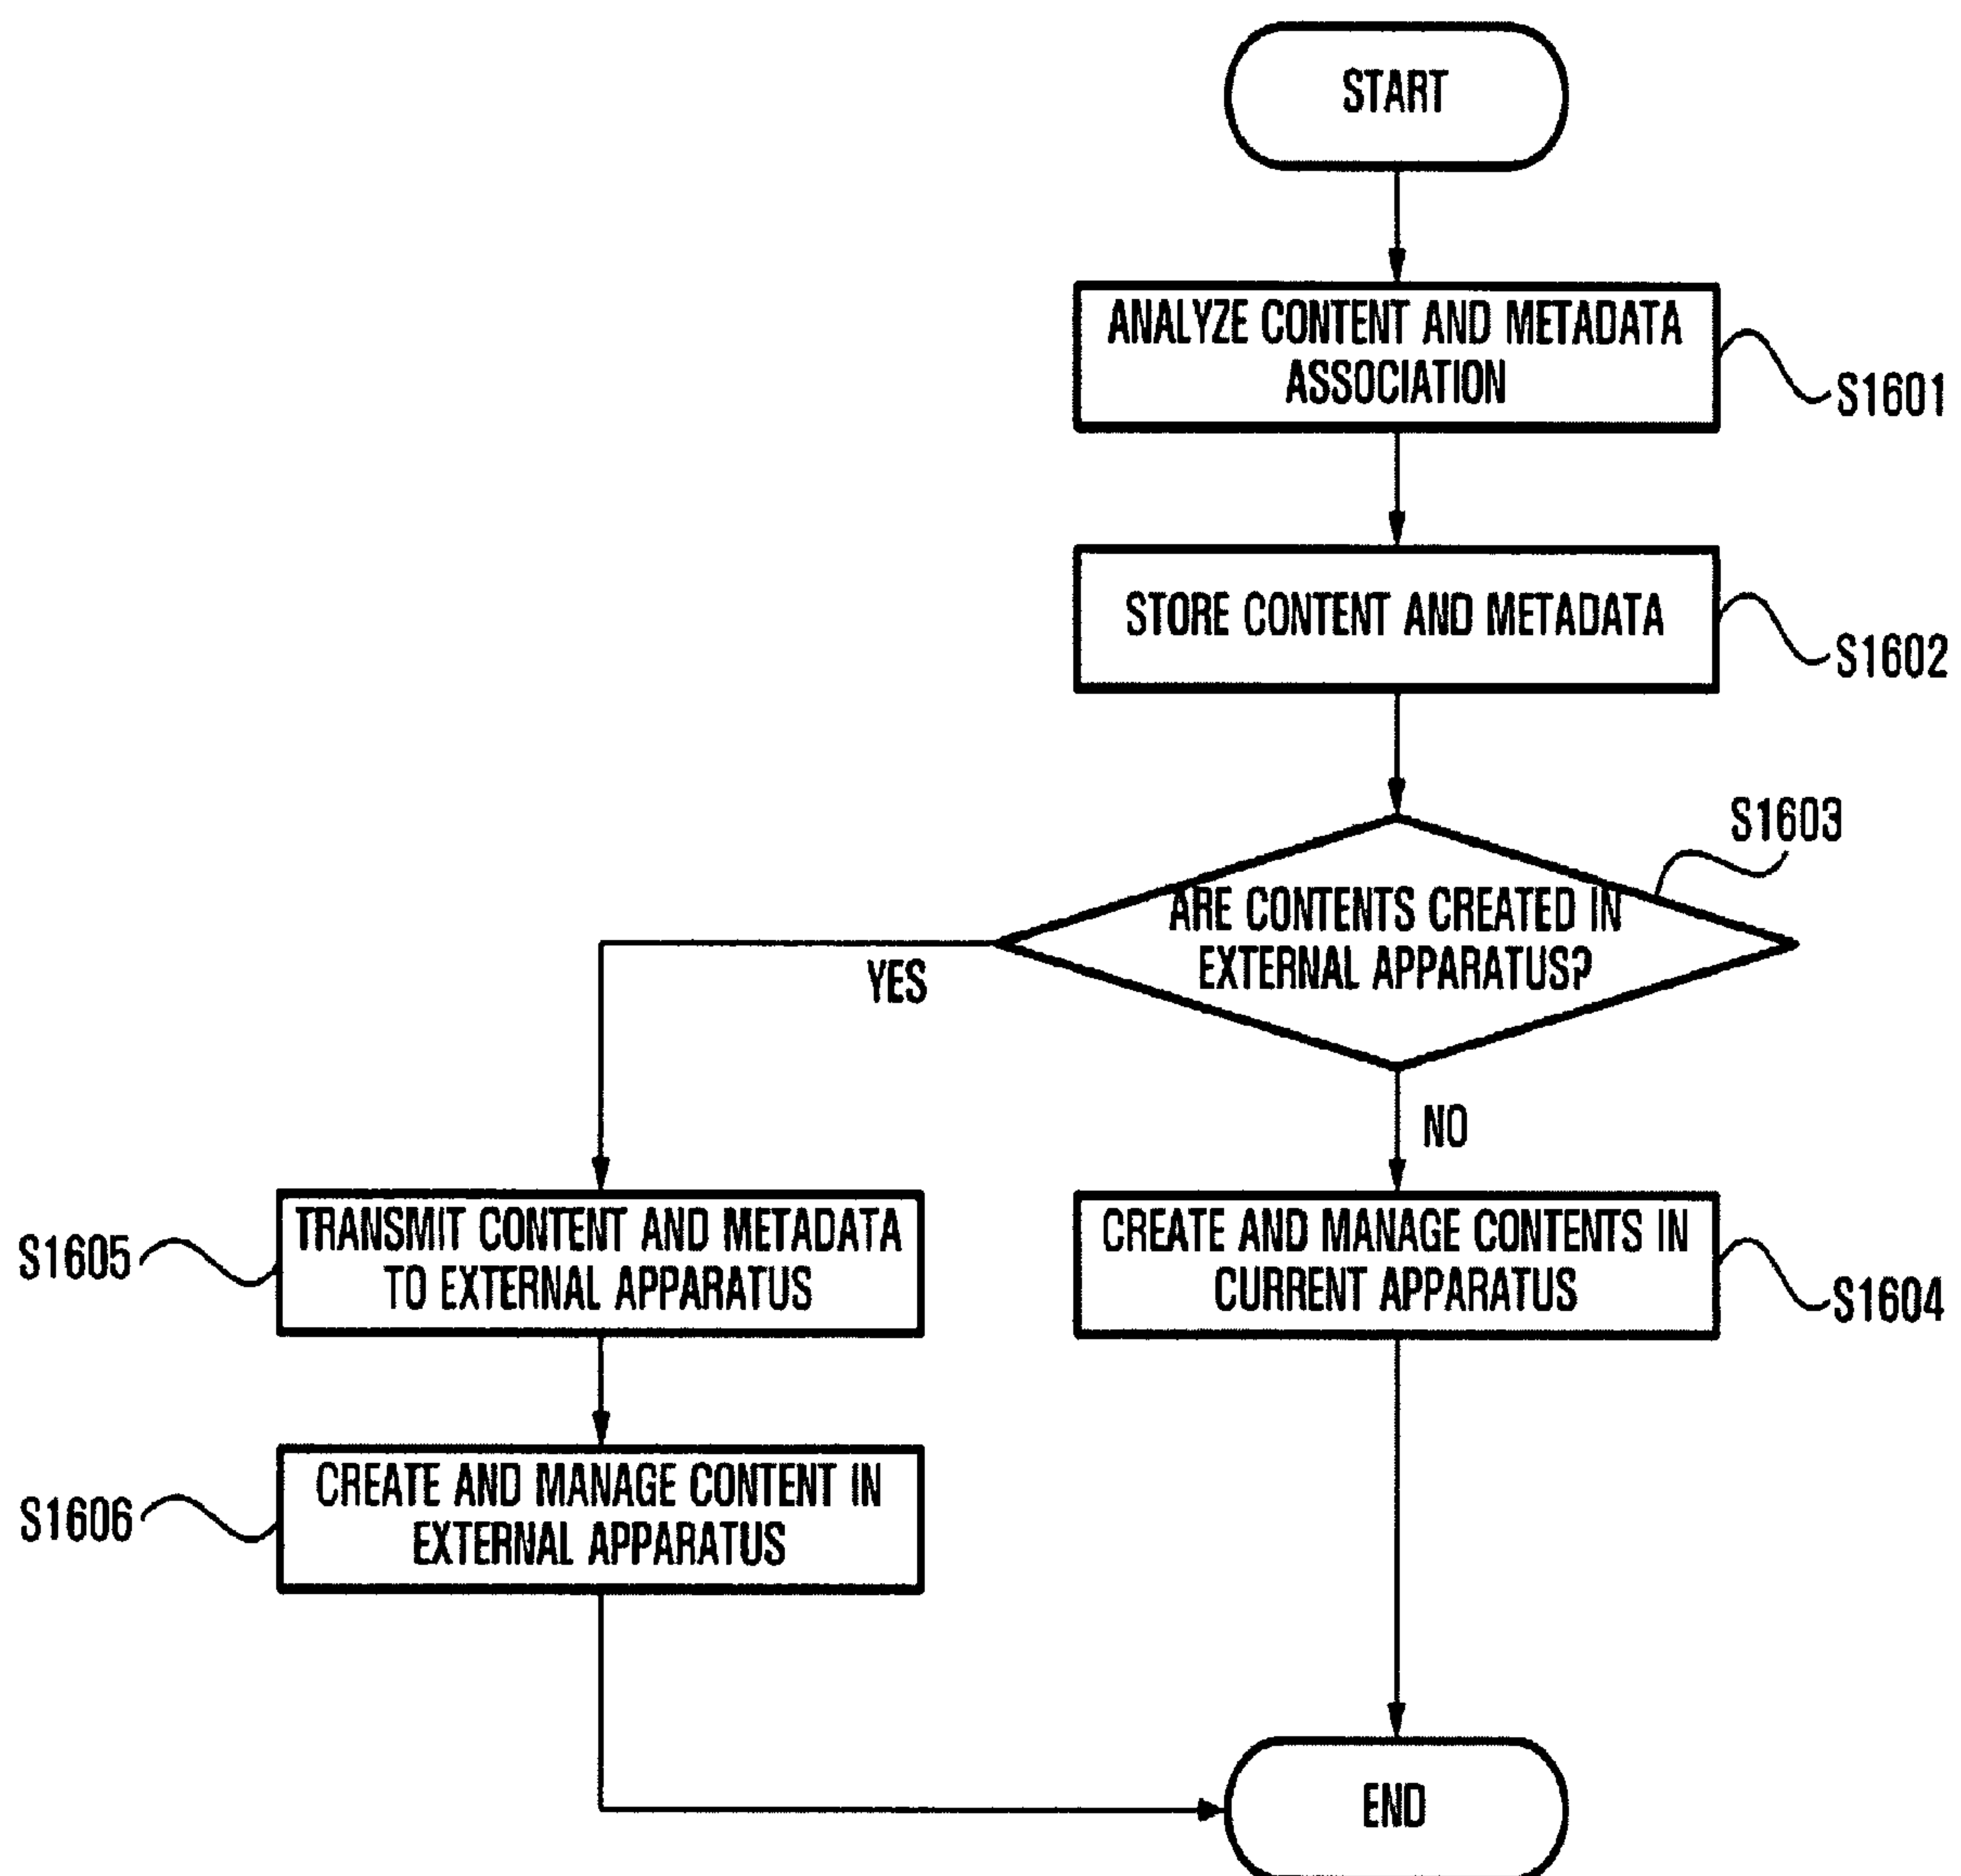 START
ANALYZE CONTENT AND METADATA
ASSOCIATION
S1601
STORE CONTENT AND METADATA
S1602
S1603
ARE CONTENTS CREATED IN
EXTERNAL APPARATUS?
YES
NO
S1605
TRANSMIT CONTENT AND METADATA
TO EXTERNAL APPARATUS
CREATE AND MANAGE CONTENTS IN
CURRENT APPARATUS
S1604
S1606
CREATE AND MANAGE CONTENT IN
EXTERNAL APPARATUS
END